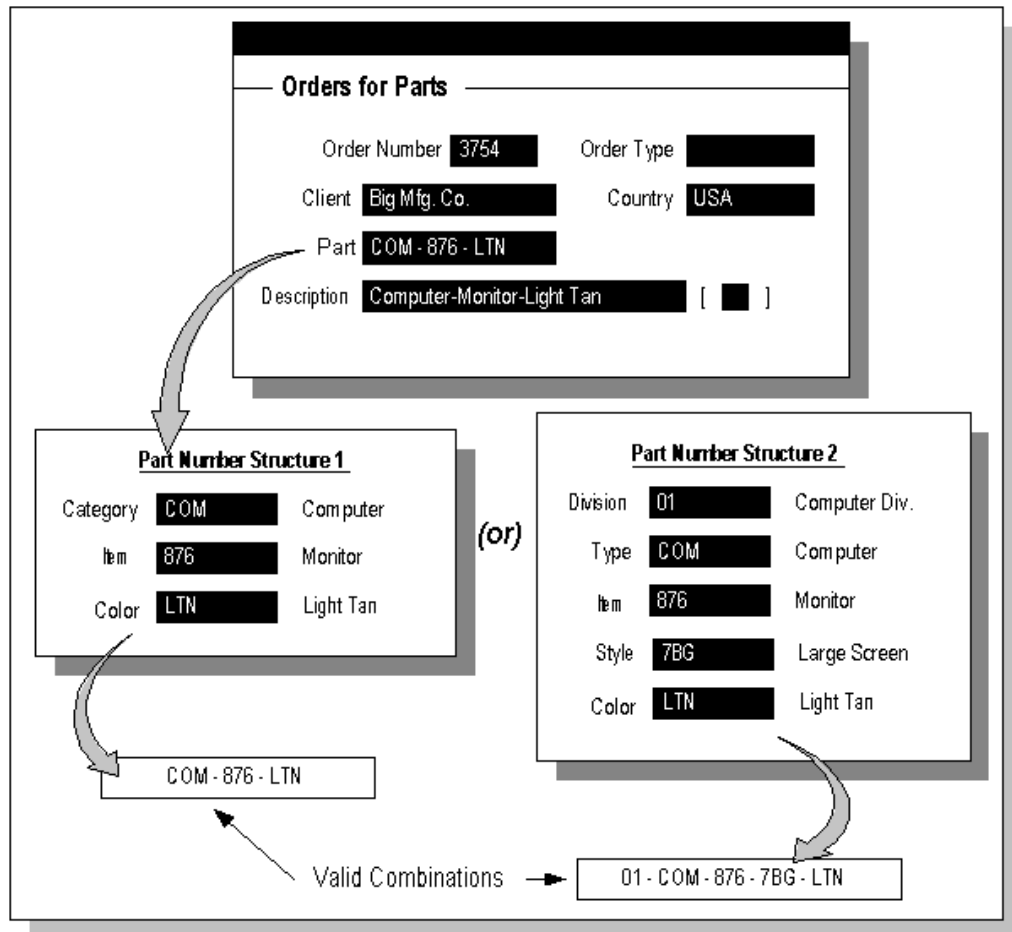 Orders for Parts
Order Number 3754 Order Type
Client Big Mfg. Co. Country USA
Part COM - 876 - LTN
Description Computer-Monitor-Light Tan [ ]
Part Number Structure 1
Category COM Computer
Item 876 Monitor
Color LTN Light Tan
(or)
Part Number Structure 2
Division 01 Computer Div.
Type COM Computer
Item 876 Monitor
Style 7BG Large Screen
Color LTN Light Tan
COM - 876 - LTN
Valid Combinations
01 - COM - 876 - 7BG - LTN